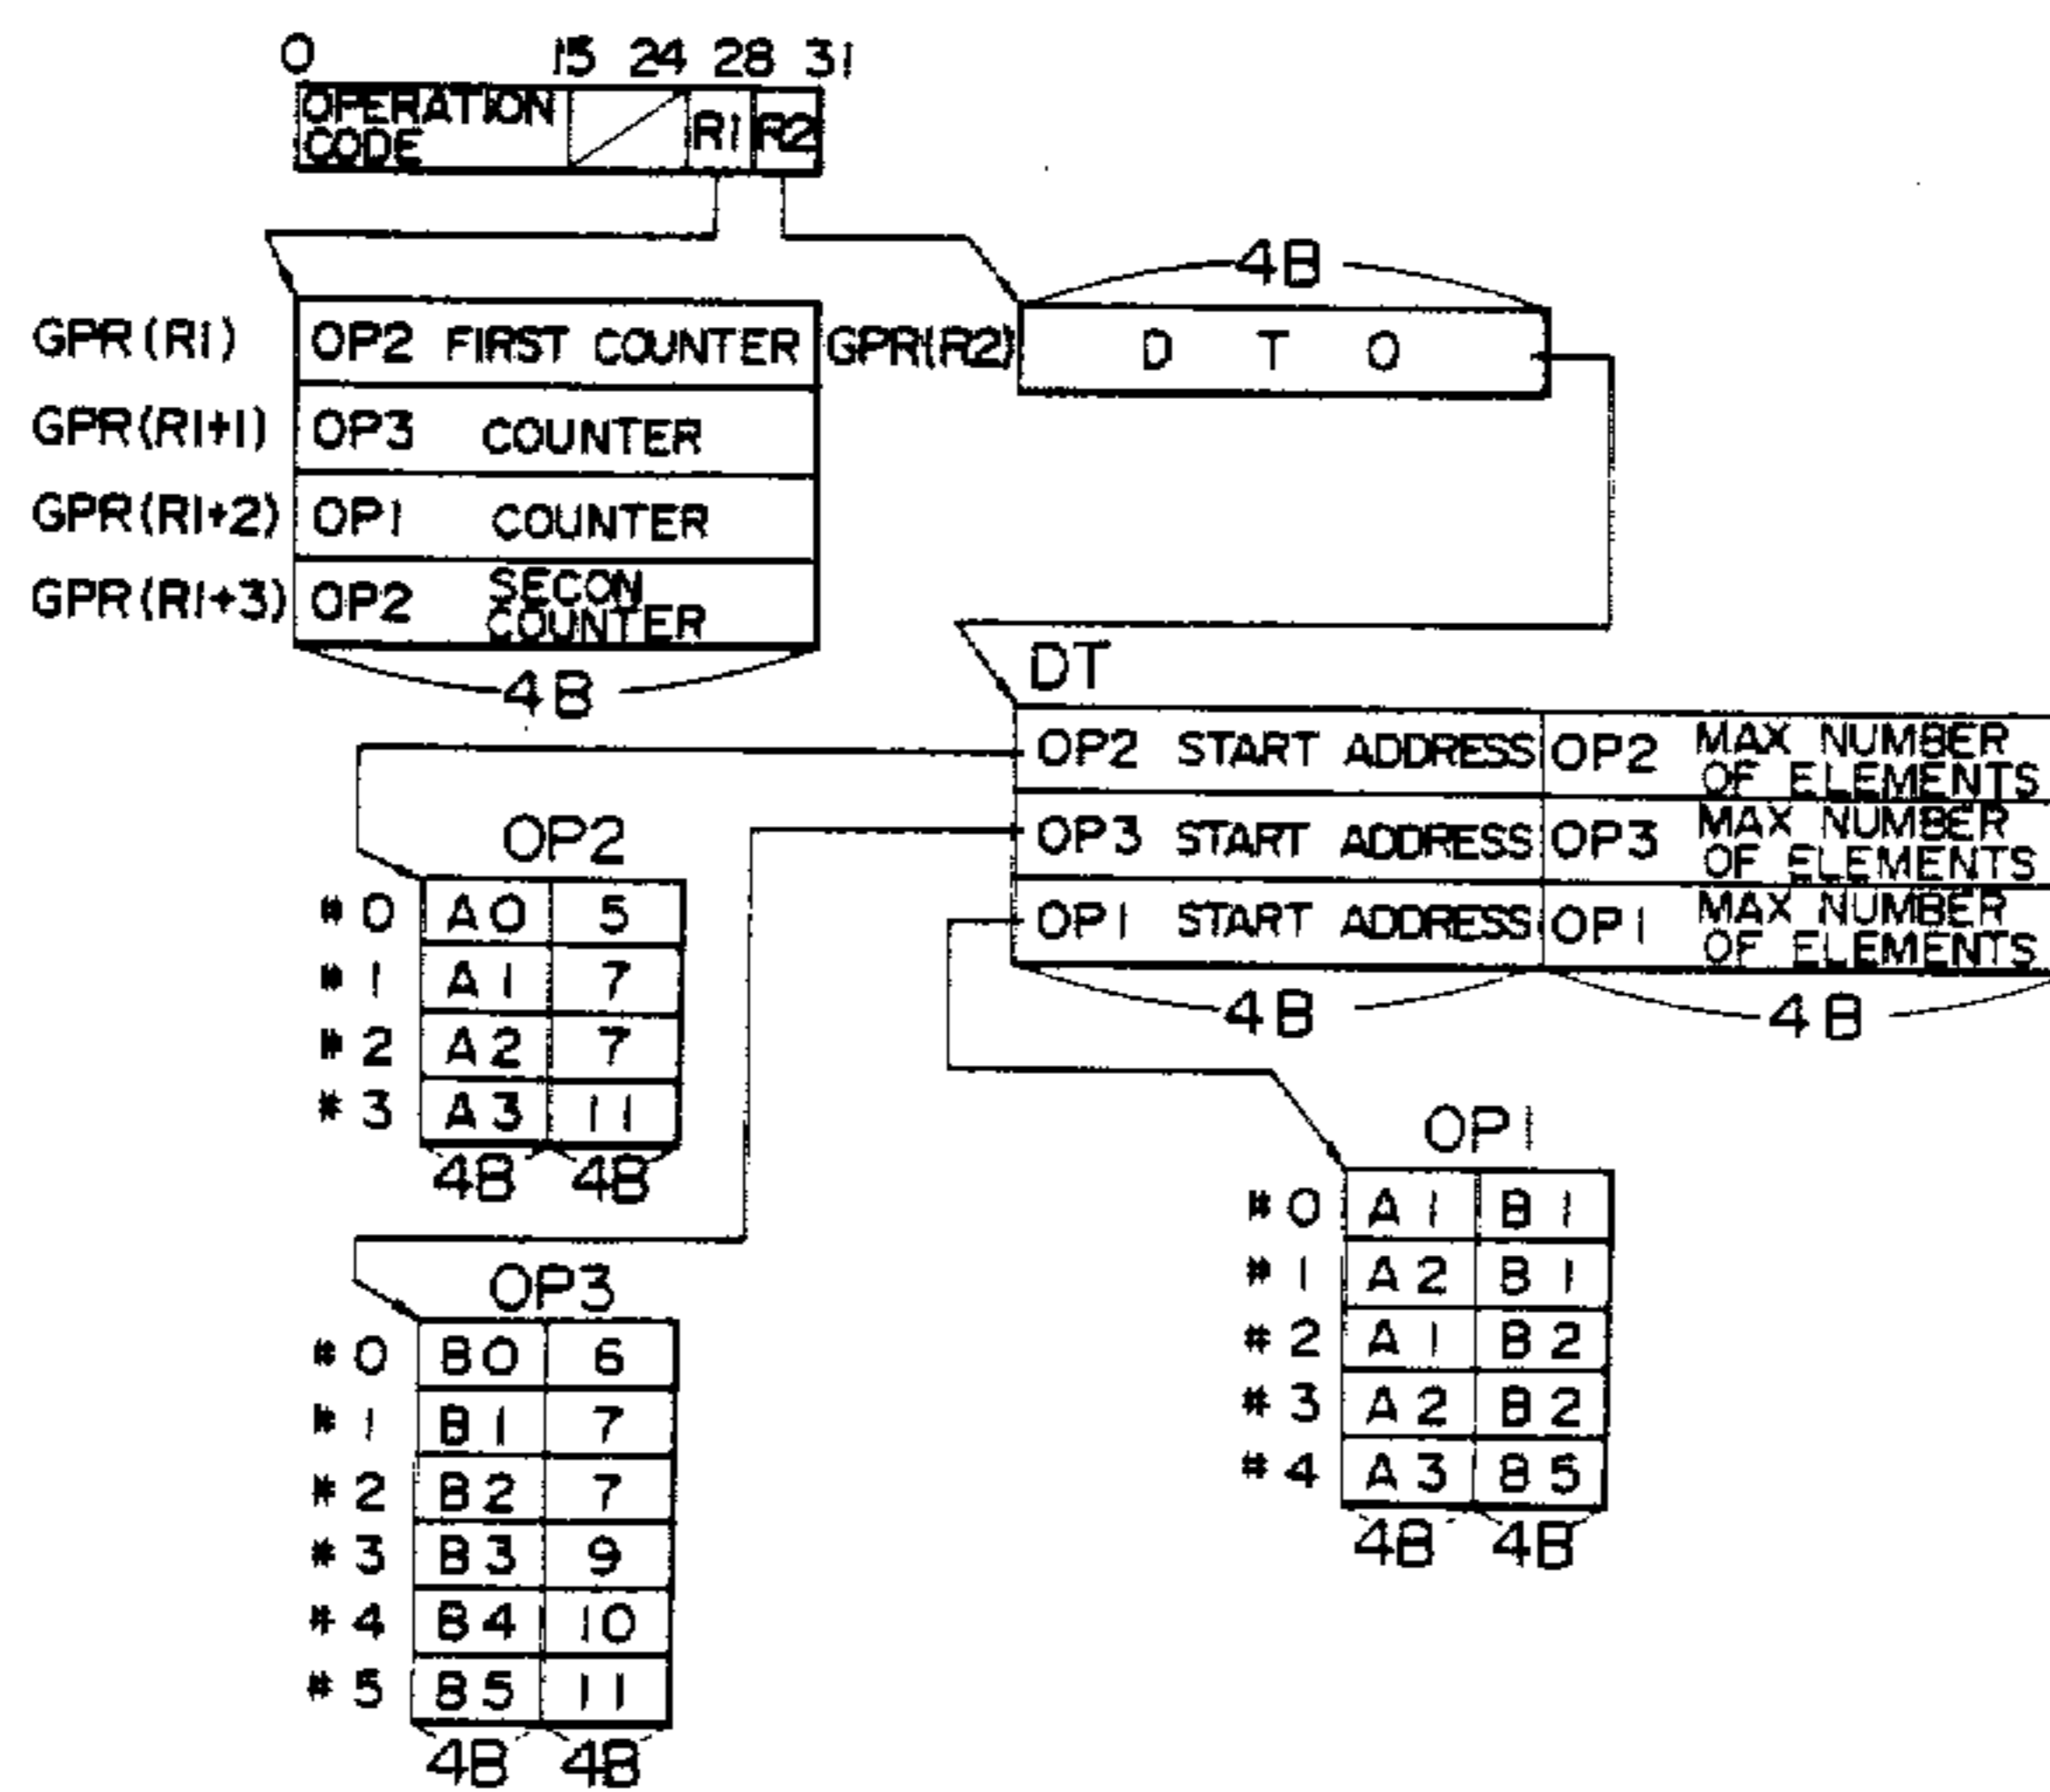 0 15 24 28 31
OPERATION CODE R1 R2
4B
GPR(R1) OP2 FIRST COUNTER GPR(R2) D T O
GPR(R1+1) OP3 COUNTER
GPR(R1+2) OP1 COUNTER
GPR(R1+3) OP2 SECON COUNTER
4B
DT
OP2 START ADDRESS OP2 MAX NUMBER OF ELEMENTS
OP3 START ADDRESS OP3 MAX NUMBER OF ELEMENTS
OP1 START ADDRESS OP1 MAX NUMBER OF ELEMENTS
4B 4B
OP2
#0 A0 5
#1 A1 7
#2 A2 7
#3 A3 11
4B 4B
OP3
#0 B0 6
#1 B1 7
#2 B2 7
#3 B3 9
#4 B4 10
#5 B5 11
4B 4B
OP1
#0 A1 B1
#1 A2 B1
#2 A1 B2
#3 A2 B2
#4 A3 B5
4B 4B